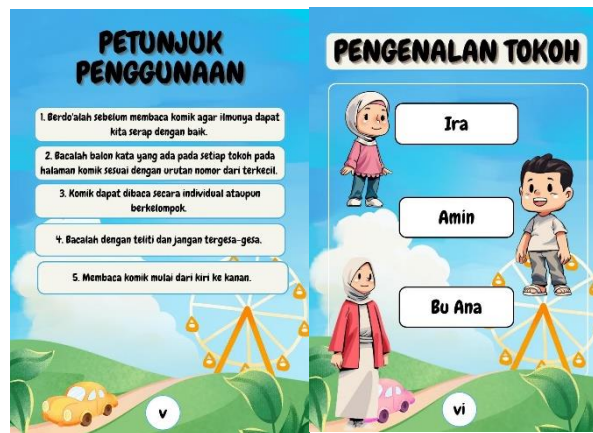 PETUNJUK
PENGGUNAAN
1. Berdo'alah sebelum membaca komik agar ilmunya dapat
kita serap dengan baik.
2. Bacalah balon kata yang ada pada setiap tokoh pada
halaman komik sesuai dengan urutan nomor dari terkecil.
3. Komik dapat dibaca secara individual ataupun
berkelompok.
4. Bacalah dengan teliti dan jangan tergesa-gesa.
5. Membaca komik mulai dari kiri ke kanan.
v
PENGENALAN TOKOH
Ira
Amin
Bu Ana
vi